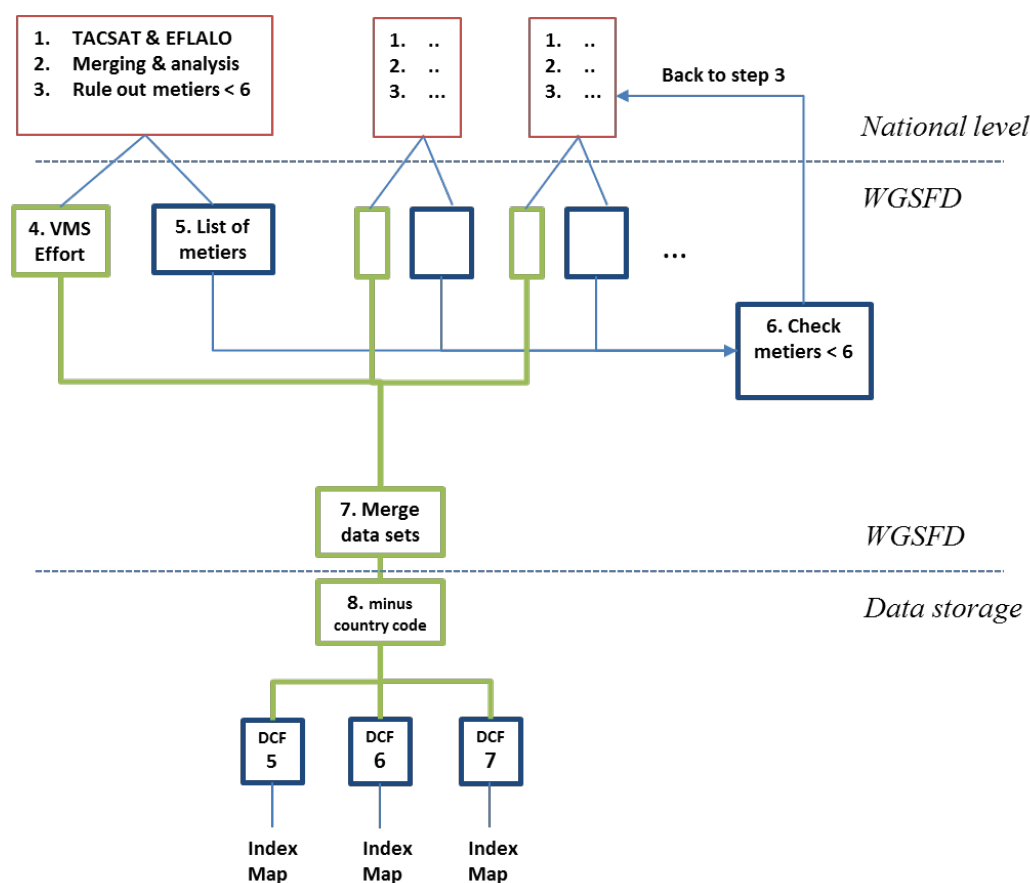 1. TACSAT & EFLALO
2. Merging & analysis
3. Rule out metiers < 6
1. ..
2. ..
3. ...
1. ..
2. ..
3. ...
Back to step 3
National level
WGSFD
4. VMS
Effort
5. List of
metiers
...
6. Check
metiers < 6
7. Merge
data sets
WGSFD
8. minus
country code
Data storage
DCF
5
DCF
6
DCF
7
Index
Map
Index
Map
Index
Map